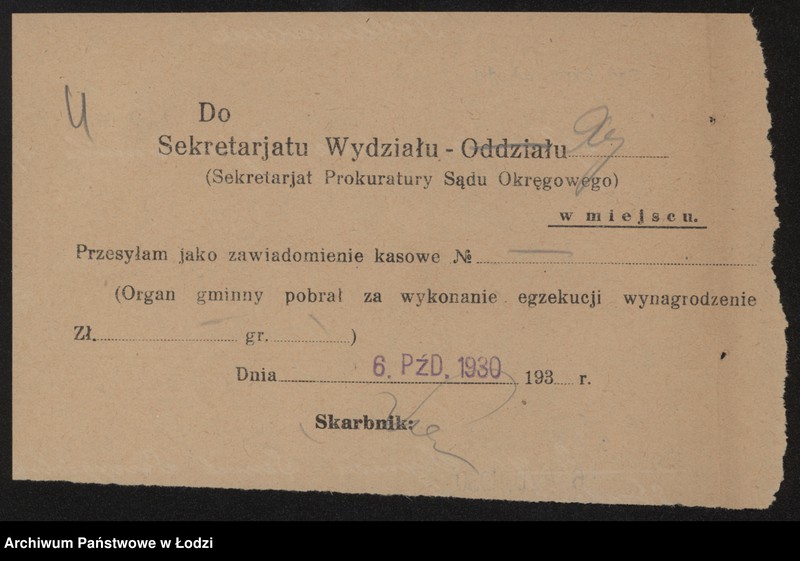 Do
Sekretarjatu Wydziału - Oddziału
(Sekretarjat Prokuratury Sądu Okręgowego)
w miejscu.
Przesyłam jako zawiadomienie kasowe №
(Organ gminny pobrał za wykonanie egzekucji wynagrodzenie
Zł. gr. )
Dnia 6. PŹD. 1930 193 r.
Skarbnik:
Archiwum Państwowe w Łodzi